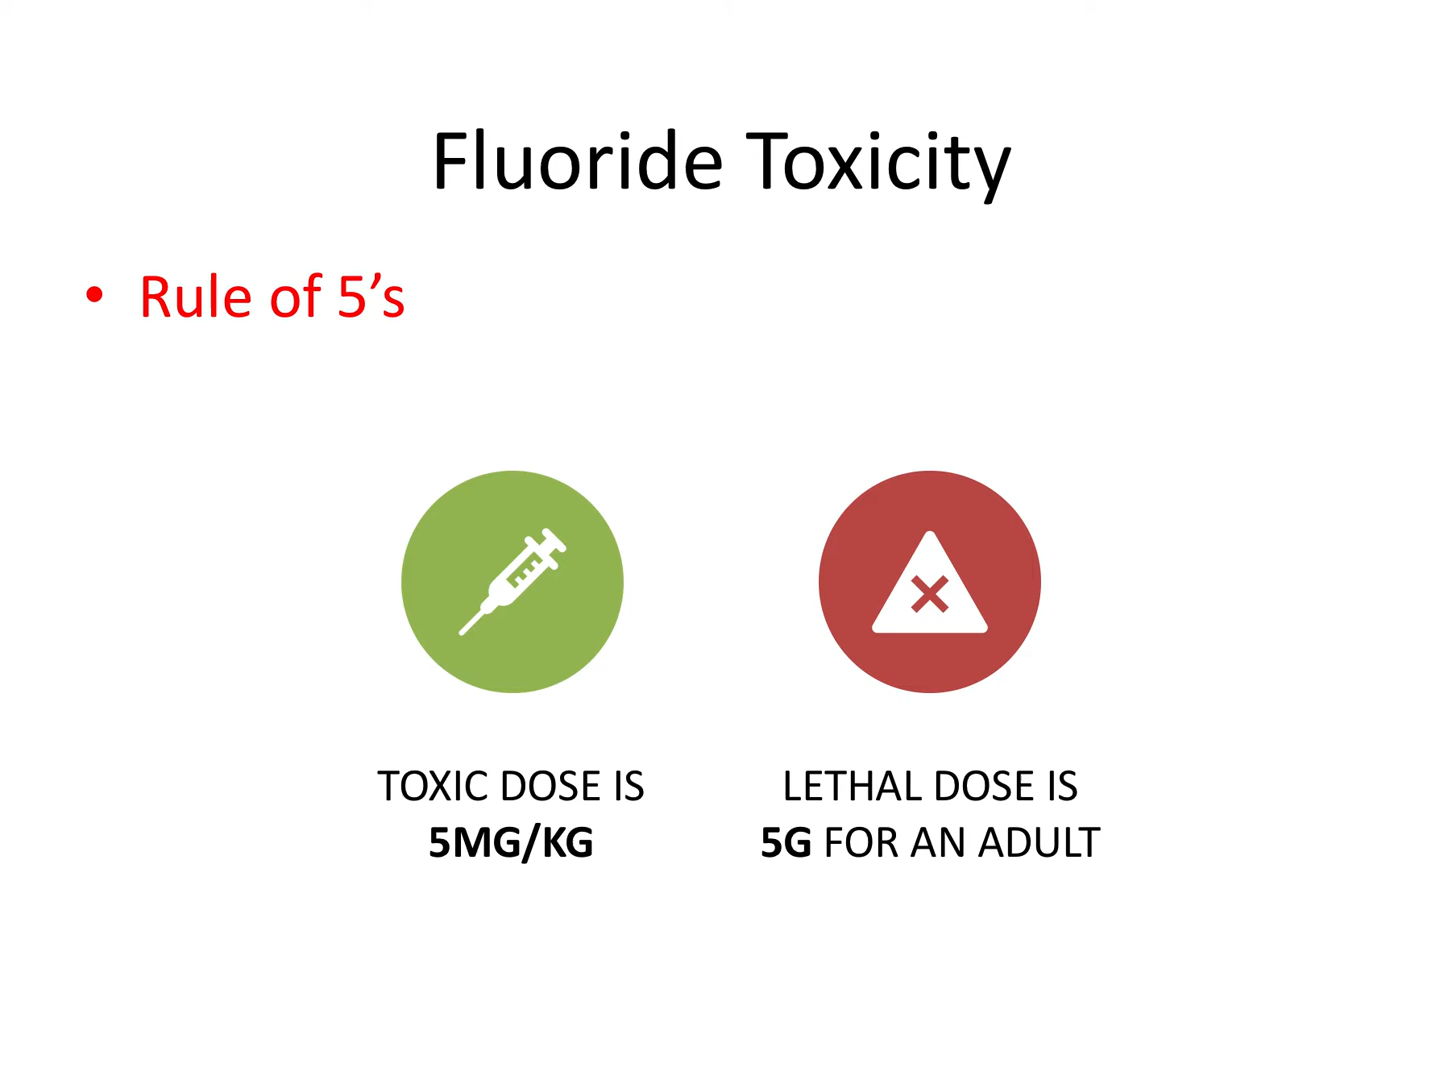 Fluoride Toxicity
• Rule of 5’s
TOXIC DOSE IS
5MG/KG
LETHAL DOSE IS
5G FOR AN ADULT